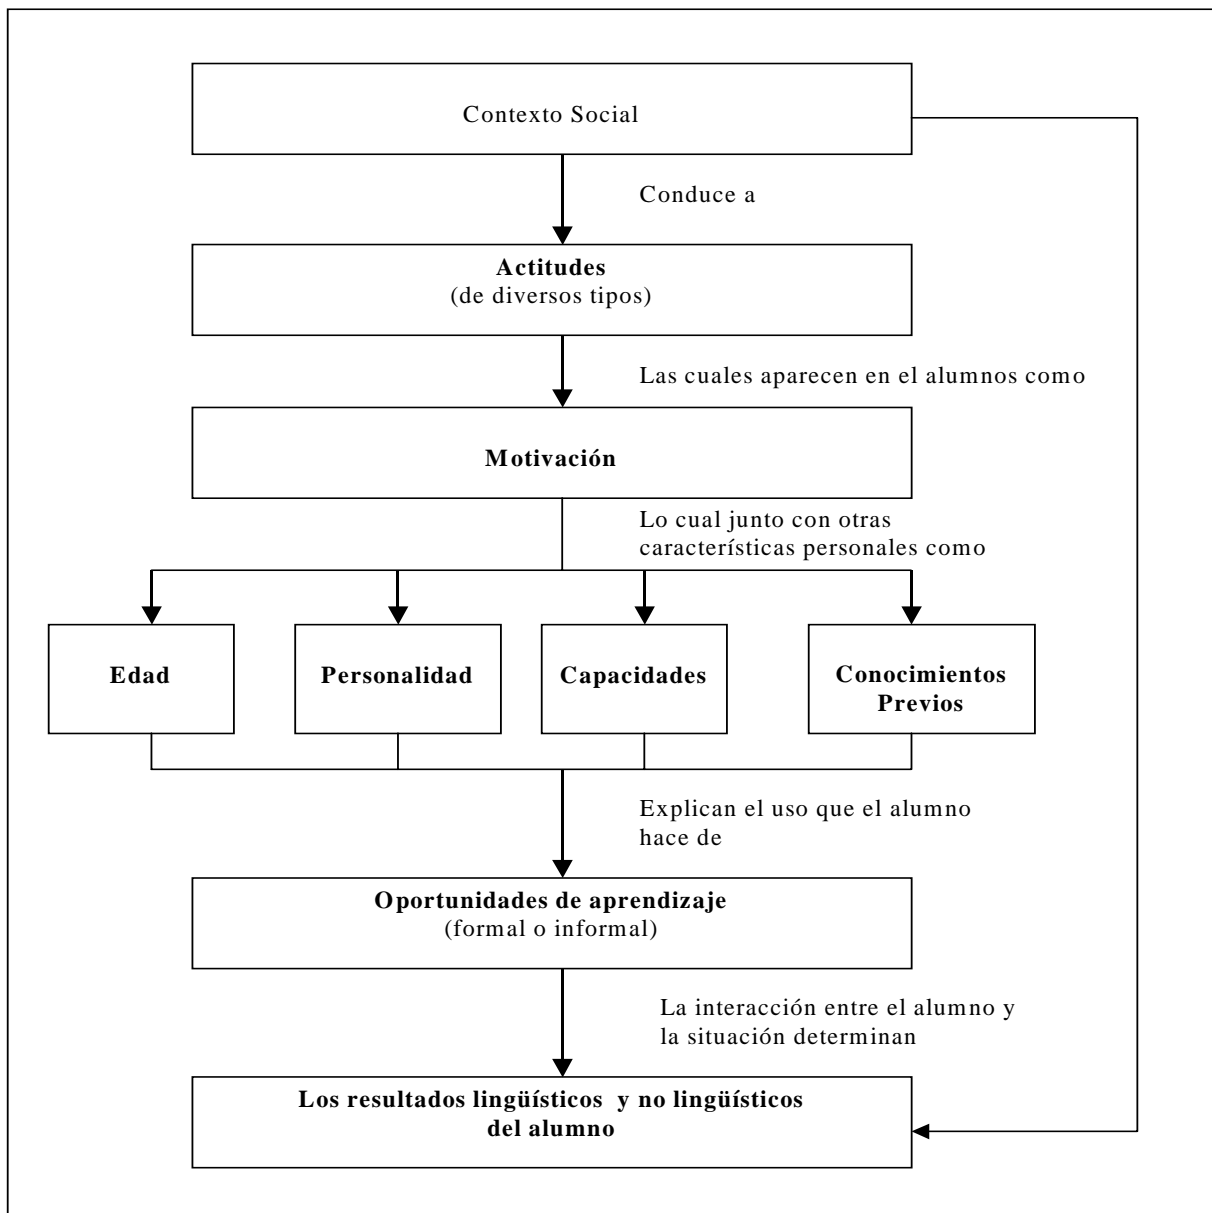 Contexto Social
Conduce a
Actitudes
(de diversos tipos)
Las cuales aparecen en el alumnos como
Motivación
Lo cual junto con otras
características personales como
Edad
Personalidad
Capacidades
Conocimientos
Previos
Explican el uso que el alumno
hace de
Oportunidades de aprendizaje
(formal o informal)
La interacción entre el alumno y
la situación determinan
Los resultados lingüísticos y no lingüísticos
del alumno